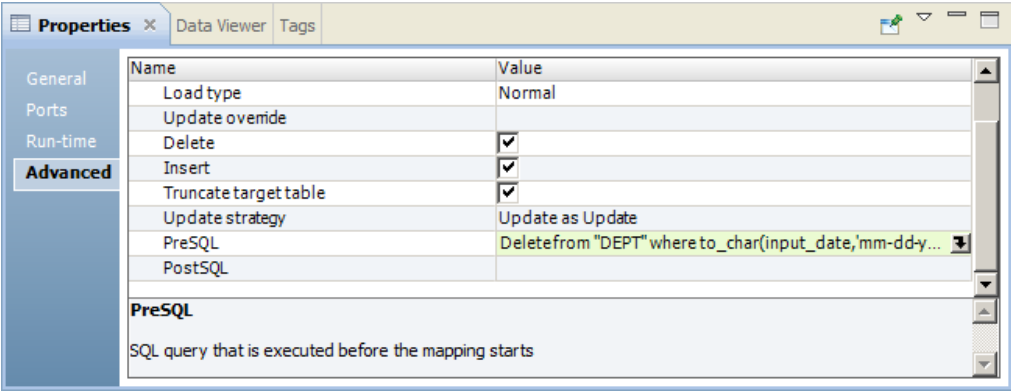 Properties Data Viewer Tags
General
Ports
Run-time
Advanced
Name Value
Load type Normal
Update override
Delete
Insert
Truncate target table
Update strategy Update as Update
PreSQL Delete from "DEPT" where to_char(input_date,'mm-dd-y...
PostSQL
PreSQL
SQL query that is executed before the mapping starts